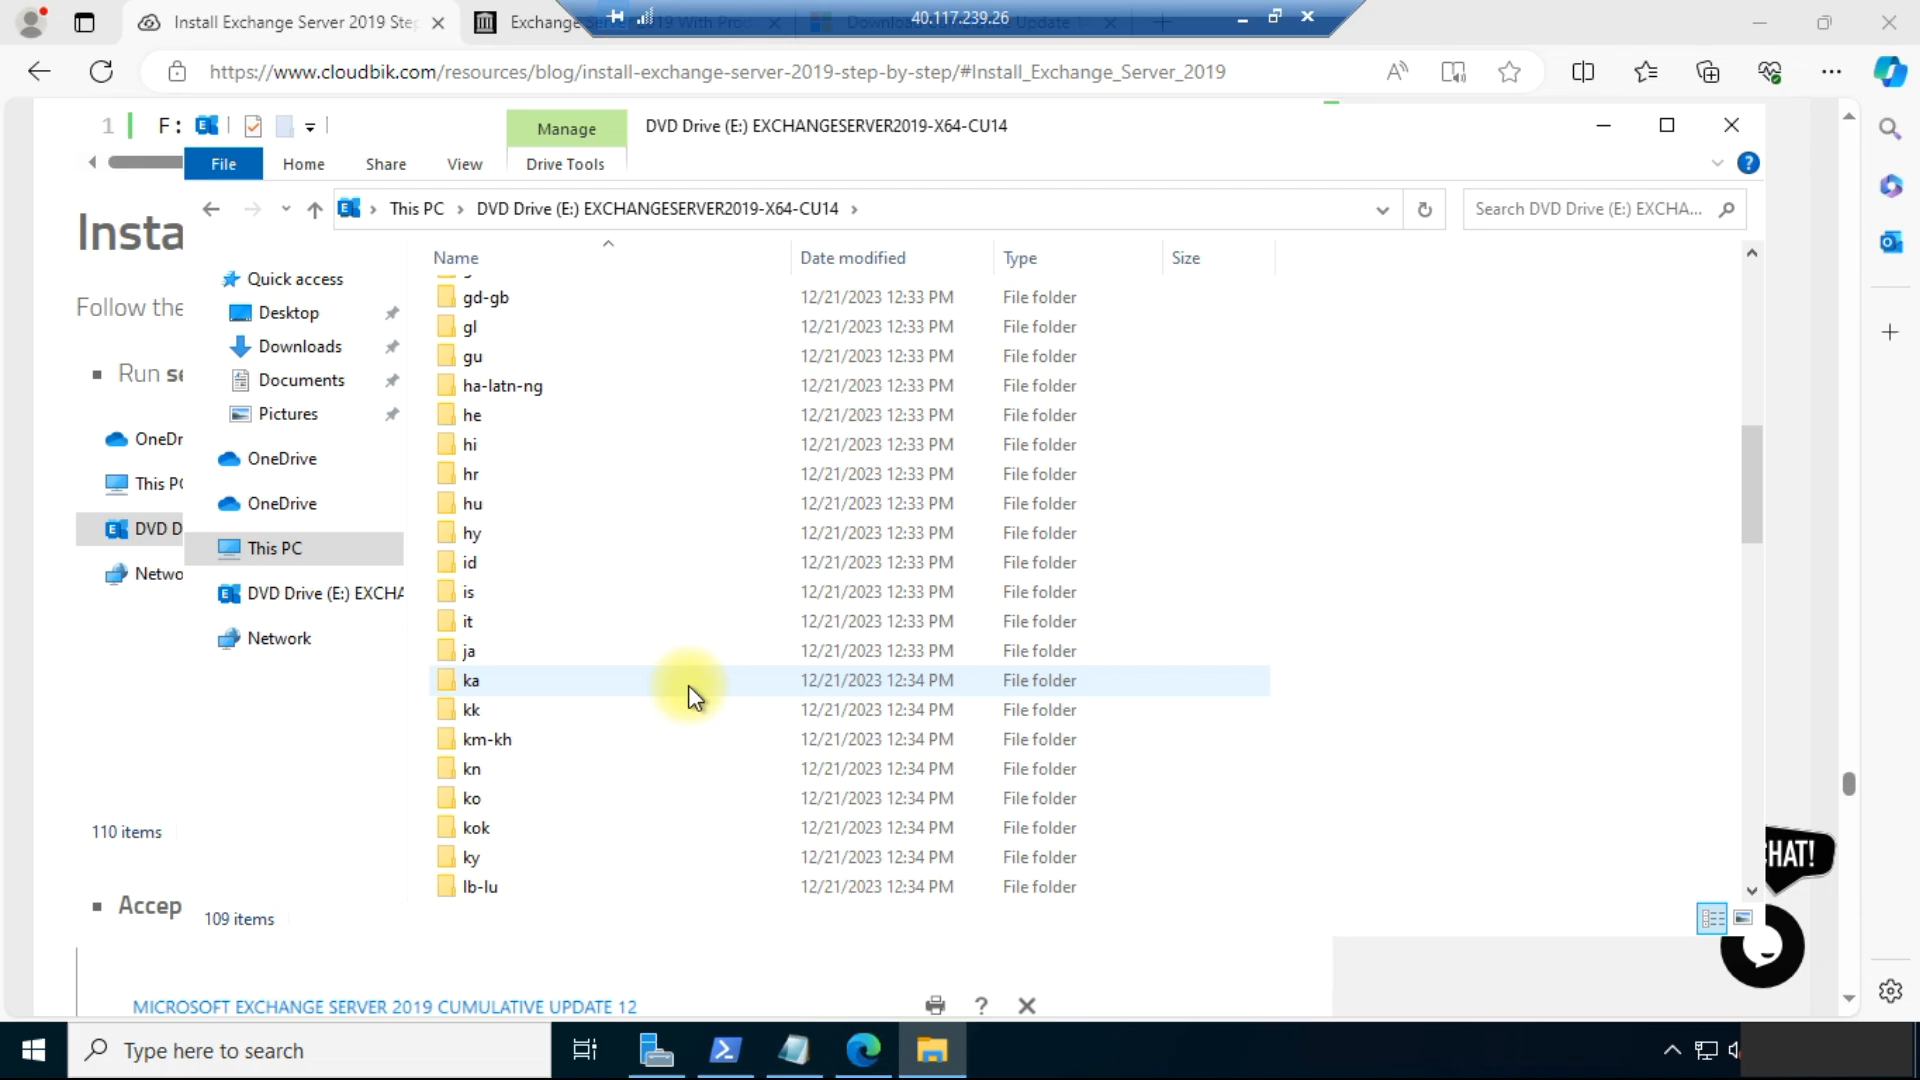 Install Exchange Server 2019 Ste
Exchange
2019 With
Download
Update
40.117.239.26
https://www.cloudbik.com/resources/blog/install-exchange-server-2019-step-by-step/#Install_Exchange_Server_2019
1 F:
Manage
DVD Drive (E:) EXCHANGESERVER2019-X64-CU14
File
Home
Share
View
Drive Tools
This PC
DVD Drive (E:) EXCHANGESERVER2019-X64-CU14
Search DVD Drive (E:) EXCHA...
Name
Date modified
Type
Size
Insta
Follow the
Run se
OneDr
This PC
DVD D
Netwo
110 items
Accep
Quick access
Desktop
Downloads
Documents
Pictures
OneDrive
OneDrive
This PC
DVD Drive (E:) EXCHA
Network
gd-gb 12/21/2023 12:33 PM File folder
gl 12/21/2023 12:33 PM File folder
gu 12/21/2023 12:33 PM File folder
ha-latn-ng 12/21/2023 12:33 PM File folder
he 12/21/2023 12:33 PM File folder
hi 12/21/2023 12:33 PM File folder
hr 12/21/2023 12:33 PM File folder
hu 12/21/2023 12:33 PM File folder
hy 12/21/2023 12:33 PM File folder
id 12/21/2023 12:33 PM File folder
is 12/21/2023 12:33 PM File folder
it 12/21/2023 12:33 PM File folder
ja 12/21/2023 12:33 PM File folder
ka 12/21/2023 12:34 PM File folder
kk 12/21/2023 12:34 PM File folder
km-kh 12/21/2023 12:34 PM File folder
kn 12/21/2023 12:34 PM File folder
ko 12/21/2023 12:34 PM File folder
kok 12/21/2023 12:34 PM File folder
ky 12/21/2023 12:34 PM File folder
lb-lu 12/21/2023 12:34 PM File folder
109 items
HAT!
MICROSOFT EXCHANGE SERVER 2019 CUMULATIVE UPDATE 12
Type here to search